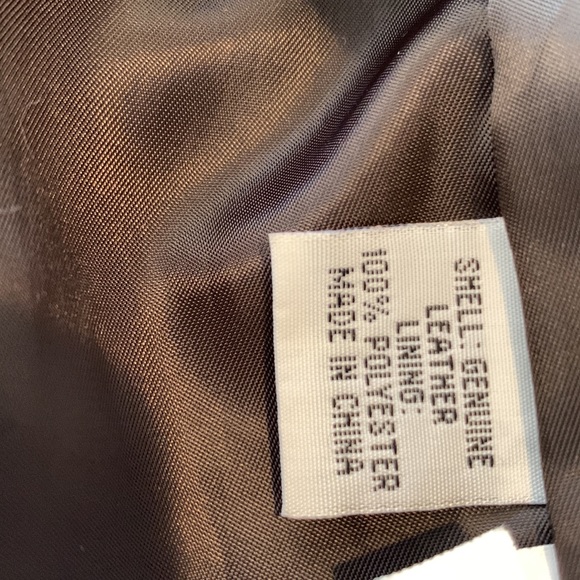 SHELL: GENUINE
LEATHER
LINING:
100% POLYESTER
MADE IN CHINA